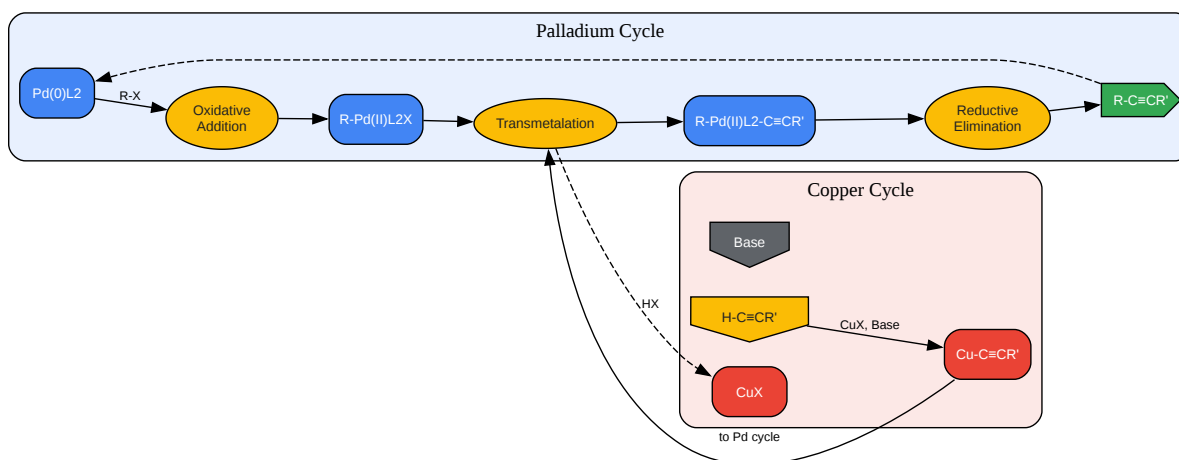 Palladium Cycle
Pd(0)L2
R-X
Oxidative
Addition
R-Pd(II)L2X
Transmetalation
R-Pd(II)L2-C≡CR'
Reductive
Elimination
R-C≡CR'
Copper Cycle
Base
HX
H-C≡CR'
CuX, Base
Cu-C≡CR'
CuX
to Pd cycle